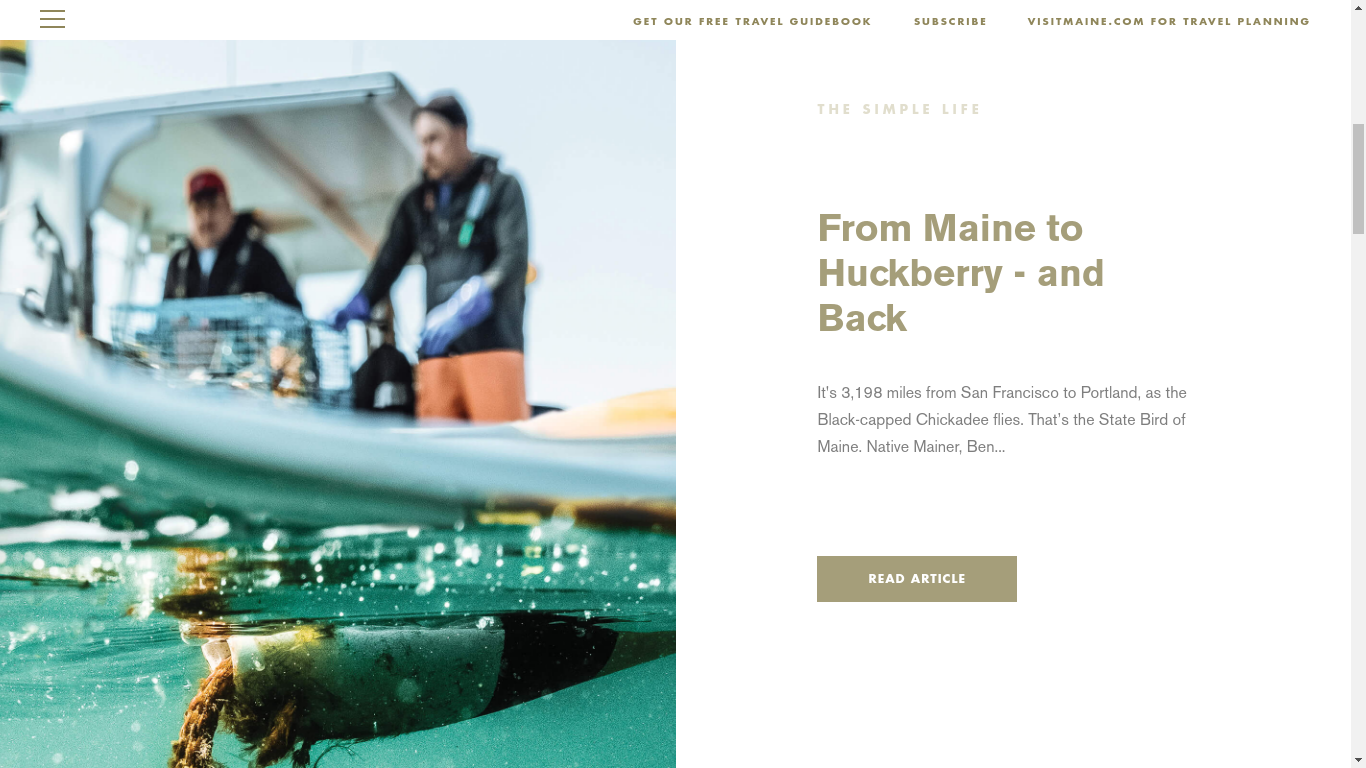 GET OUR FREE TRAVEL GUIDEBOOK SUBSCRIBE VISITMAINE.COM FOR TRAVEL PLANNING
THE SIMPLE LIFE
From Maine to
Huckberry - and
Back
It's 3,198 miles from San Francisco to Portland, as the
Black-capped Chickadee flies. That’s the State Bird of
Maine. Native Mainer, Ben...
READ ARTICLE